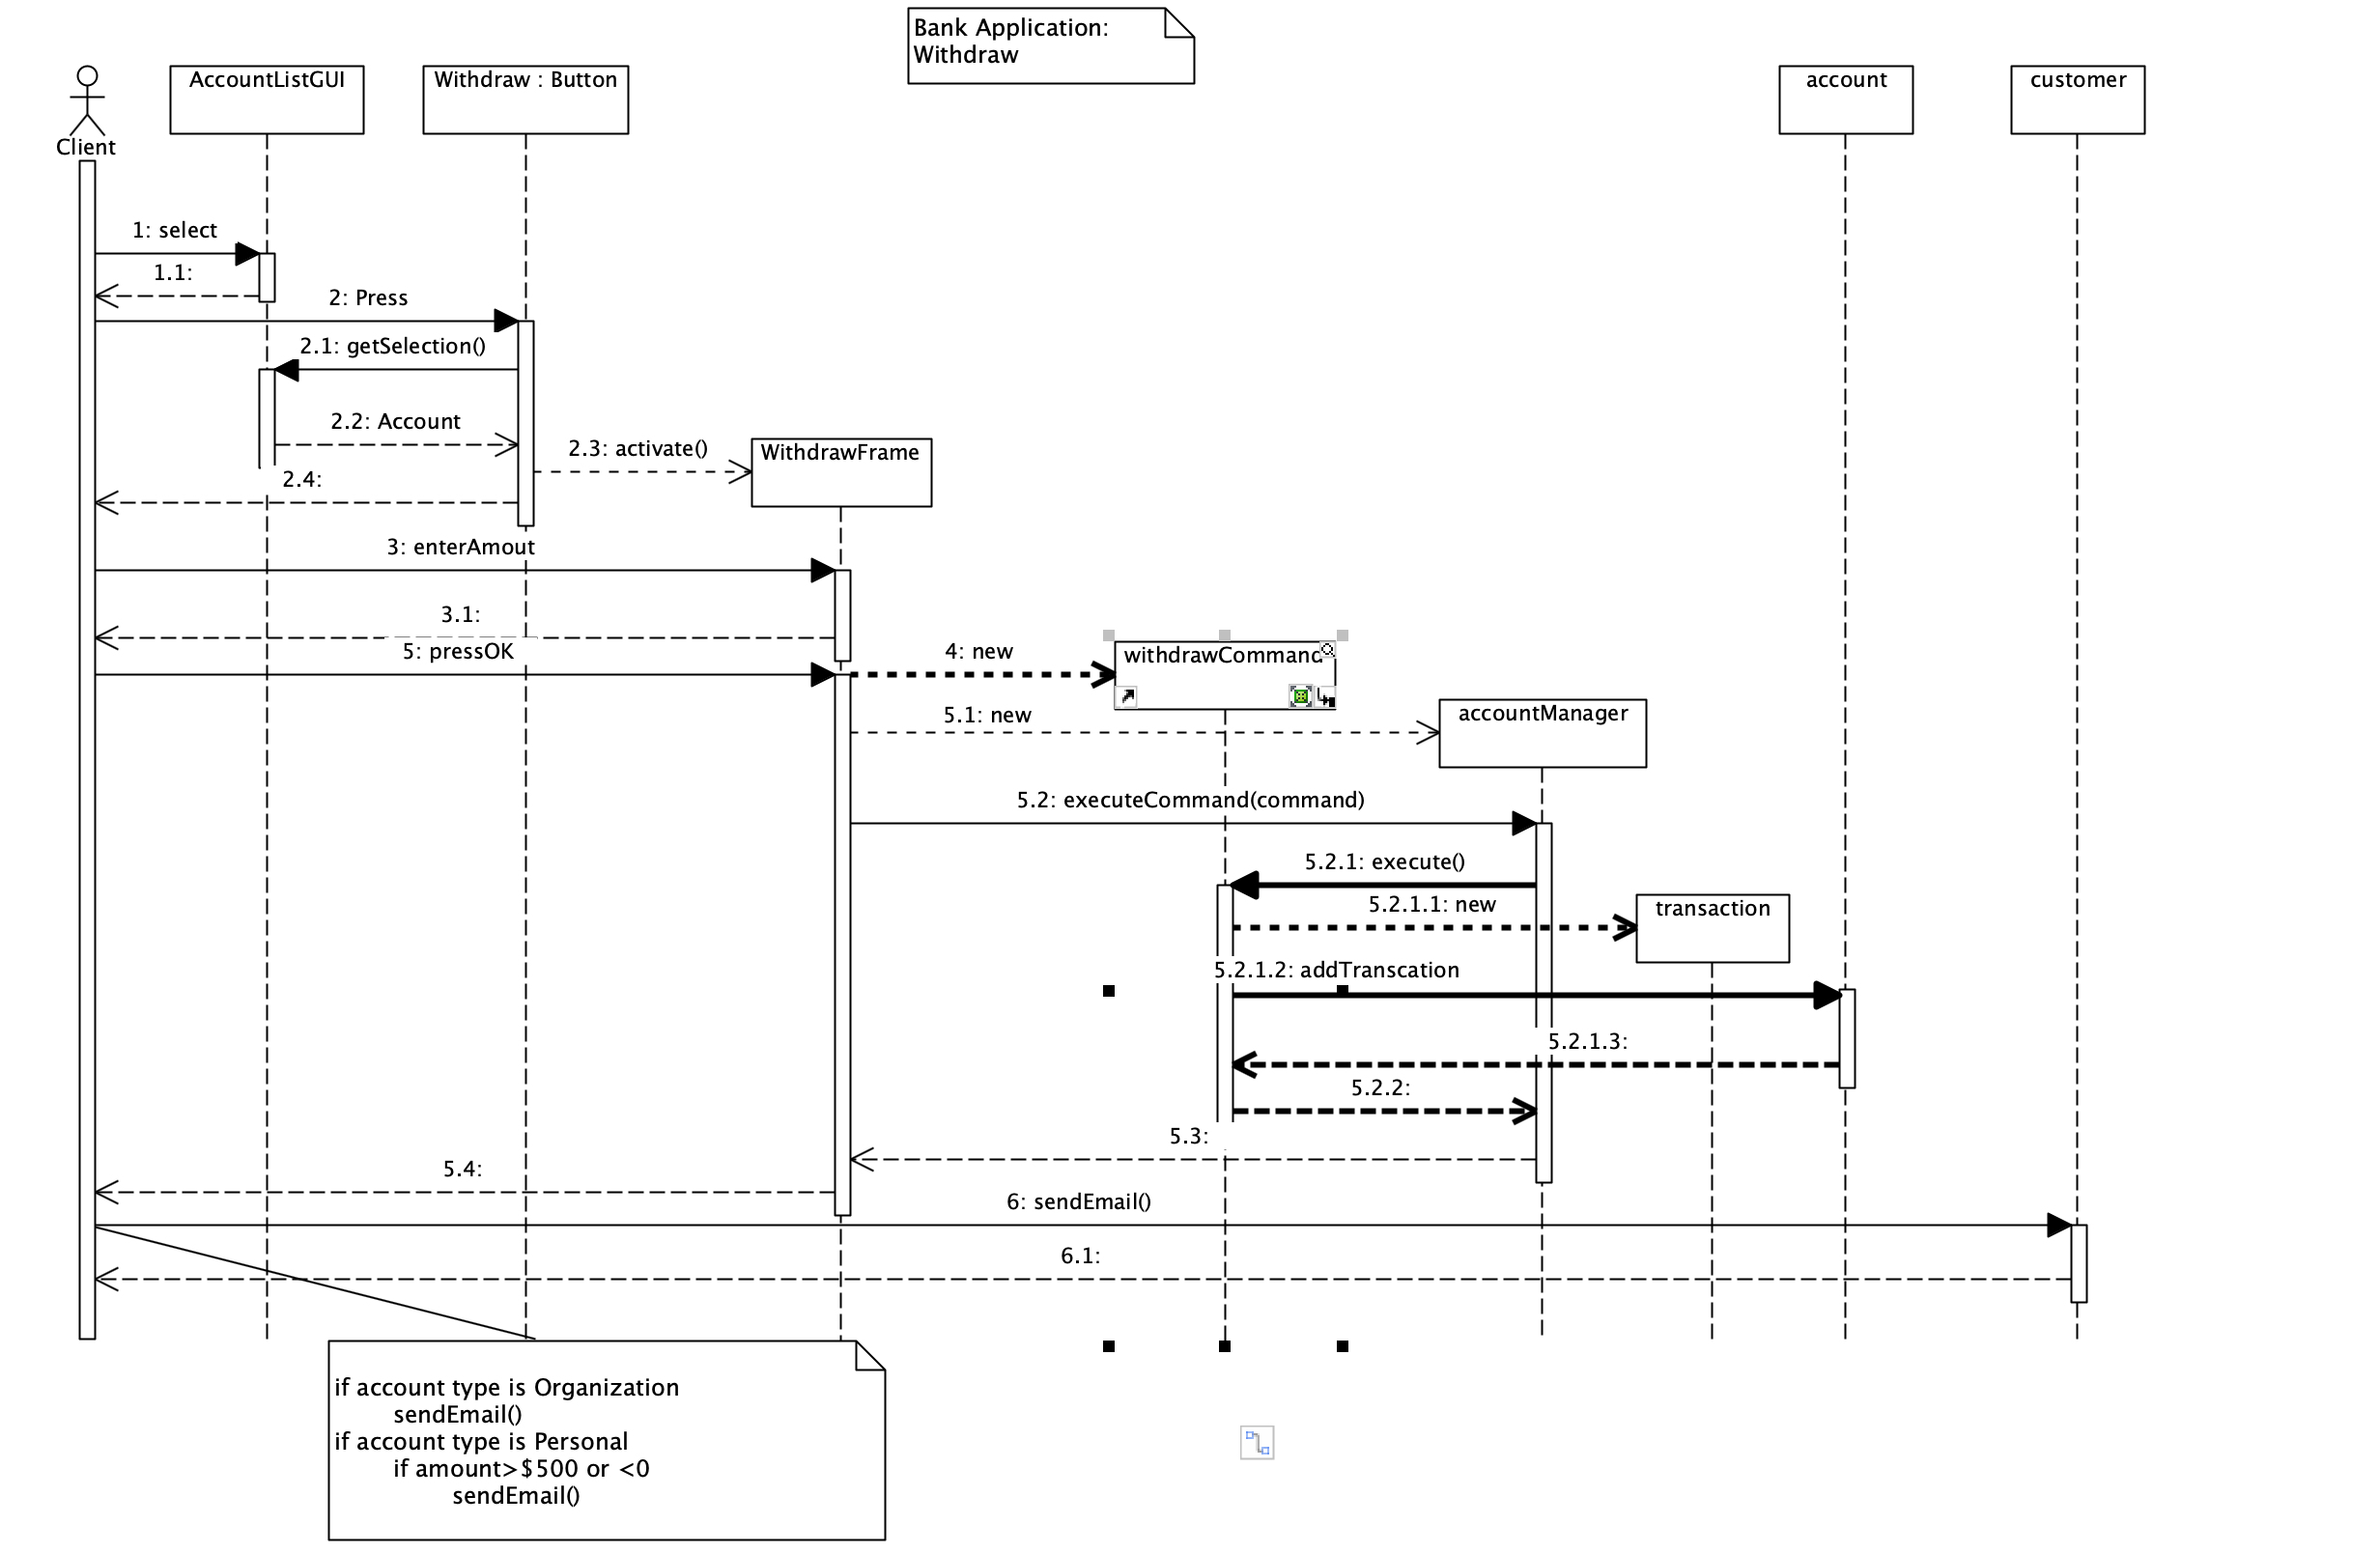 Bank Application:
Withdraw
Client
AccountListGUI
Withdraw : Button
account
customer
1: select
1.1:
2: Press
2.1: getSelection()
2.2: Account
2.3: activate()
WithdrawFrame
2.4:
3: enterAmout
3.1:
5: pressOK
4: new
withdrawCommand
5.1: new
accountManager
5.2: executeCommand(command)
5.2.1: execute()
5.2.1.1: new
transaction
5.2.1.2: addTranscation
5.2.1.3:
5.2.2:
5.3:
5.4:
6: sendEmail()
6.1:
if account type is Organization
sendEmail()
if account type is Personal
if amount>$500 or <0
sendEmail()